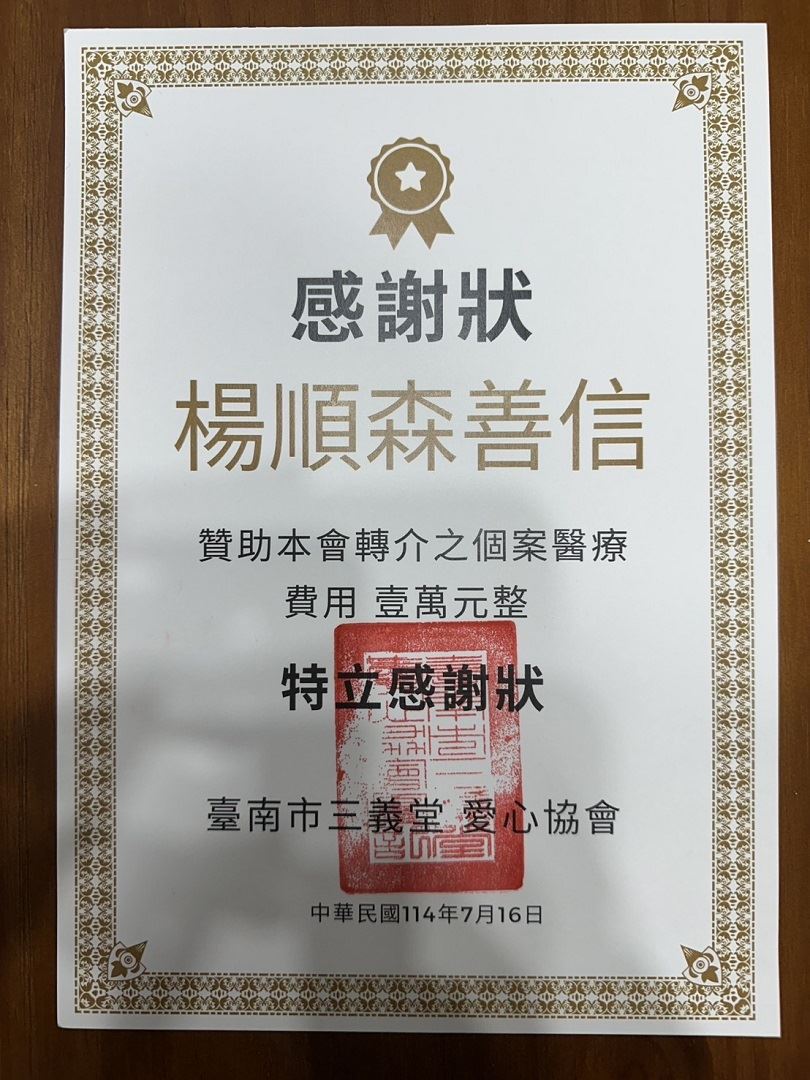 感謝狀
楊順森善信
贊助本會轉介之個案醫療
費用 壹萬元整
特立感謝狀
臺南市三義堂 愛心協會
中華民國114年7月16日